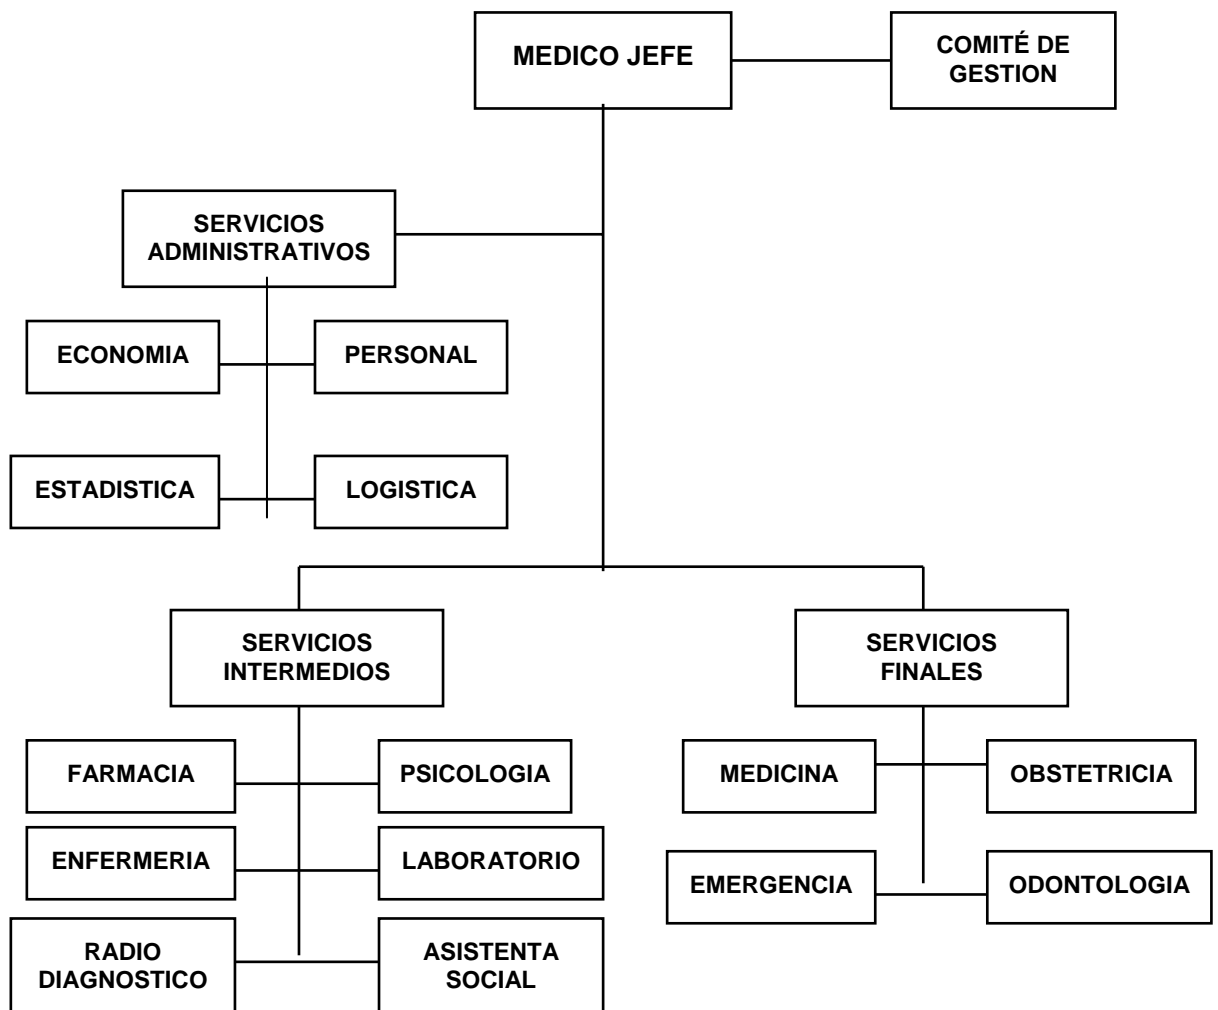 MEDICO JEFE
COMITÉ DE
GESTION
SERVICIOS
ADMINISTRATIVOS
ECONOMIA
PERSONAL
ESTADISTICA
LOGISTICA
SERVICIOS
INTERMEDIOS
SERVICIOS
FINALES
FARMACIA
PSICOLOGIA
MEDICINA
OBSTETRICIA
ENFERMERIA
LABORATORIO
EMERGENCIA
ODONTOLOGIA
RADIO
DIAGNOSTICO
ASISTENTA
SOCIAL